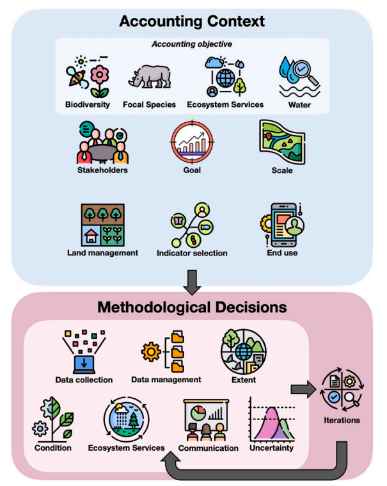 Accounting Context
Accounting objective
Biodiversity Focal Species Ecosystem Services Water
Stakeholders Goal Scale
Land management Indicator selection End use
Methodological Decisions
Data collection Data management Extent
Iterations
Condition Ecosystem Services Communication Uncertainty